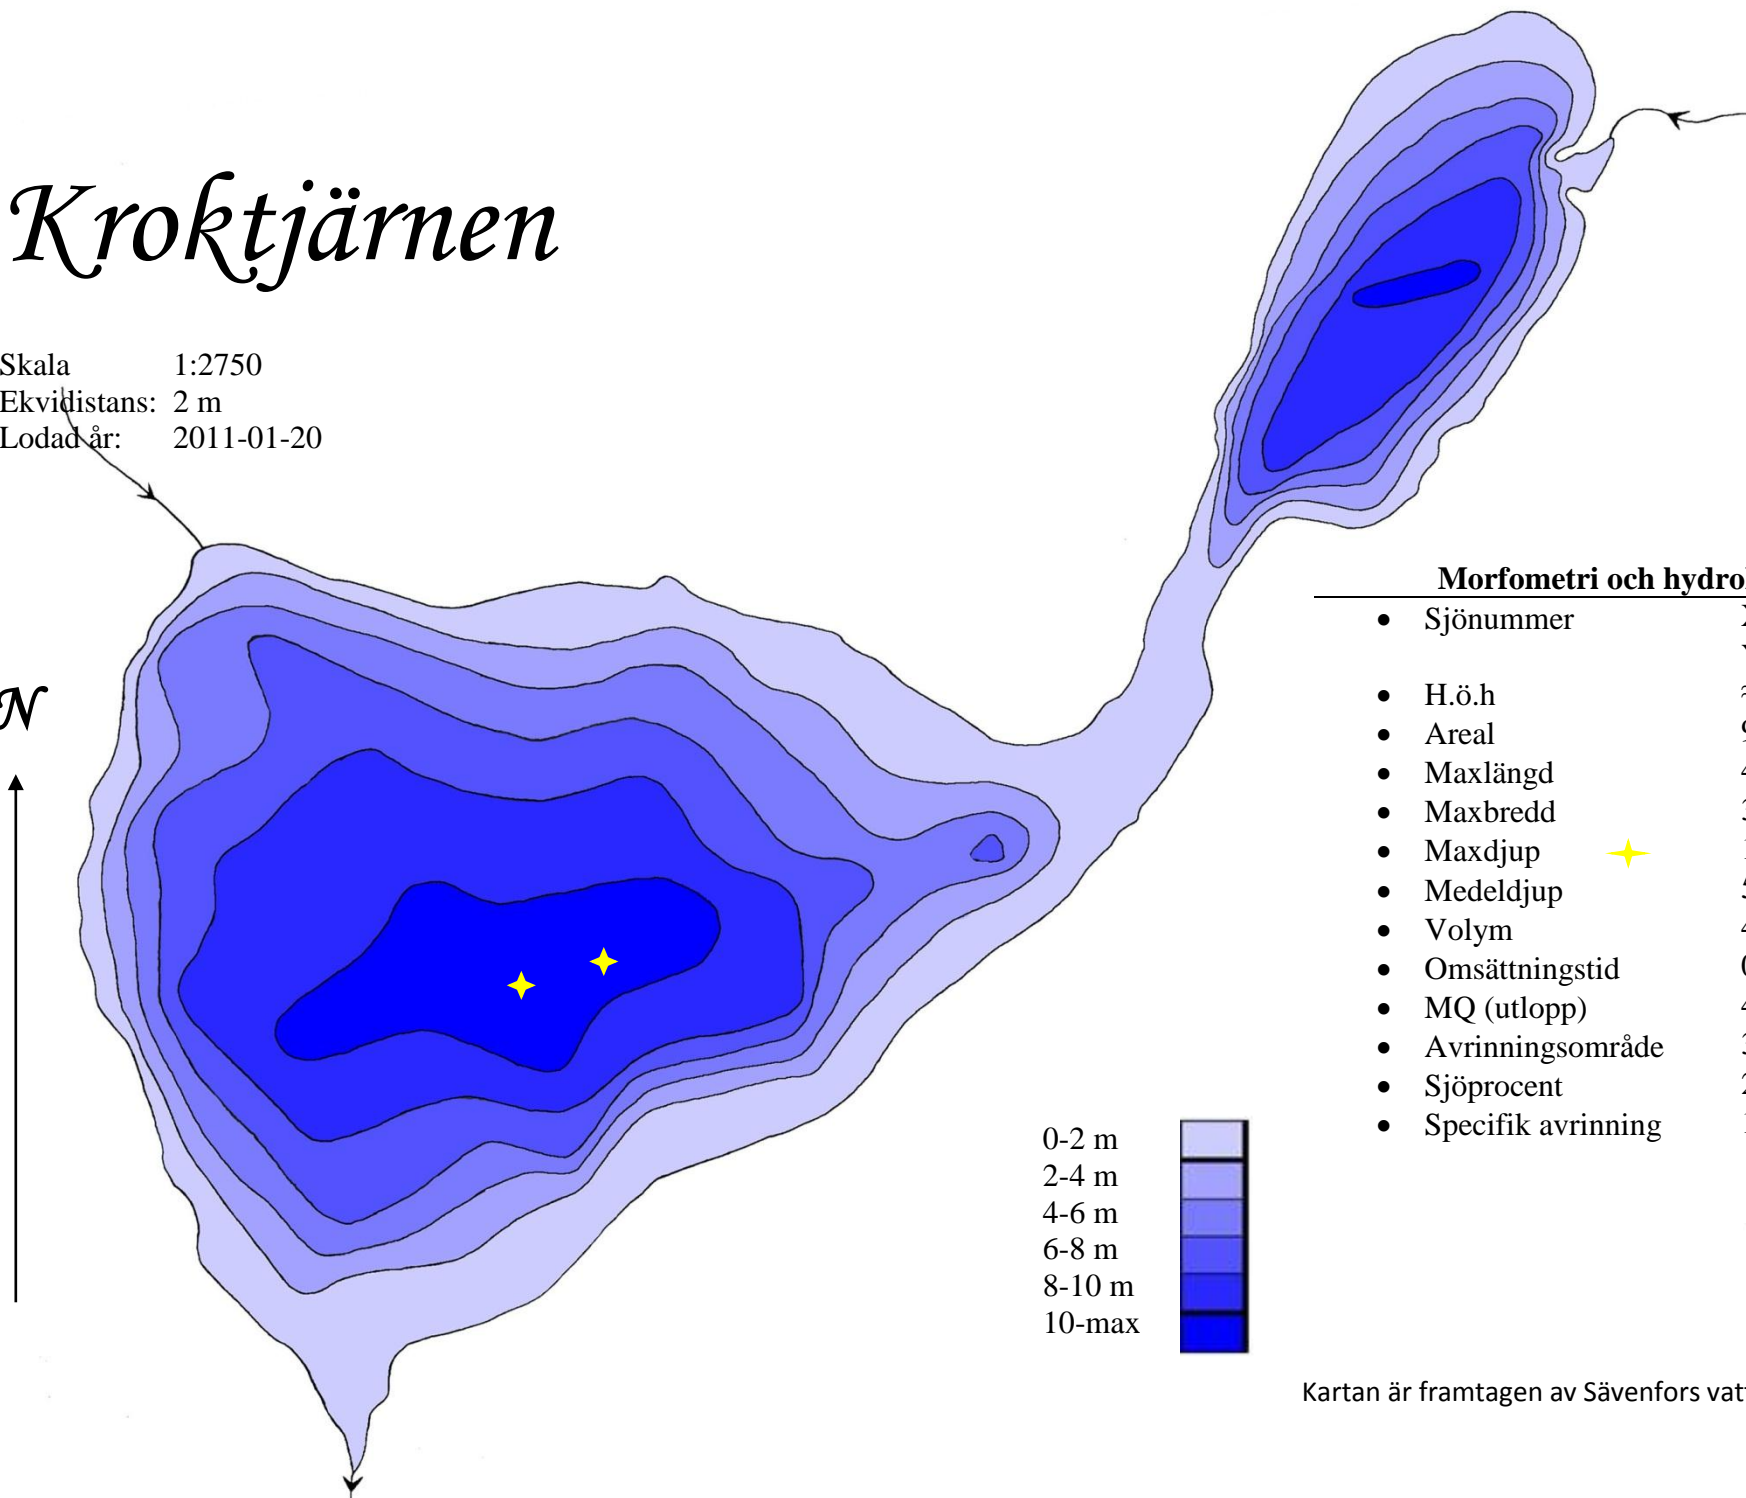 Kroktjärnen
Skala 1:2750
Ekvidistans: 2 m
Lodad år: 2011-01-20
N
Morfometri och
Sjönummer
H.ö.h
Areal
Maxlängd
Maxbredd
Maxdjup
Medeldjup
Volym
Omsättningstid
MQ (utlopp)
Avrinningsområde
Sjöprocent
Specifik avrinning
0-2 m
2-4 m
4-6 m
6-8 m
8-10 m
10-max
Kartan är framtagen av Sävenfors